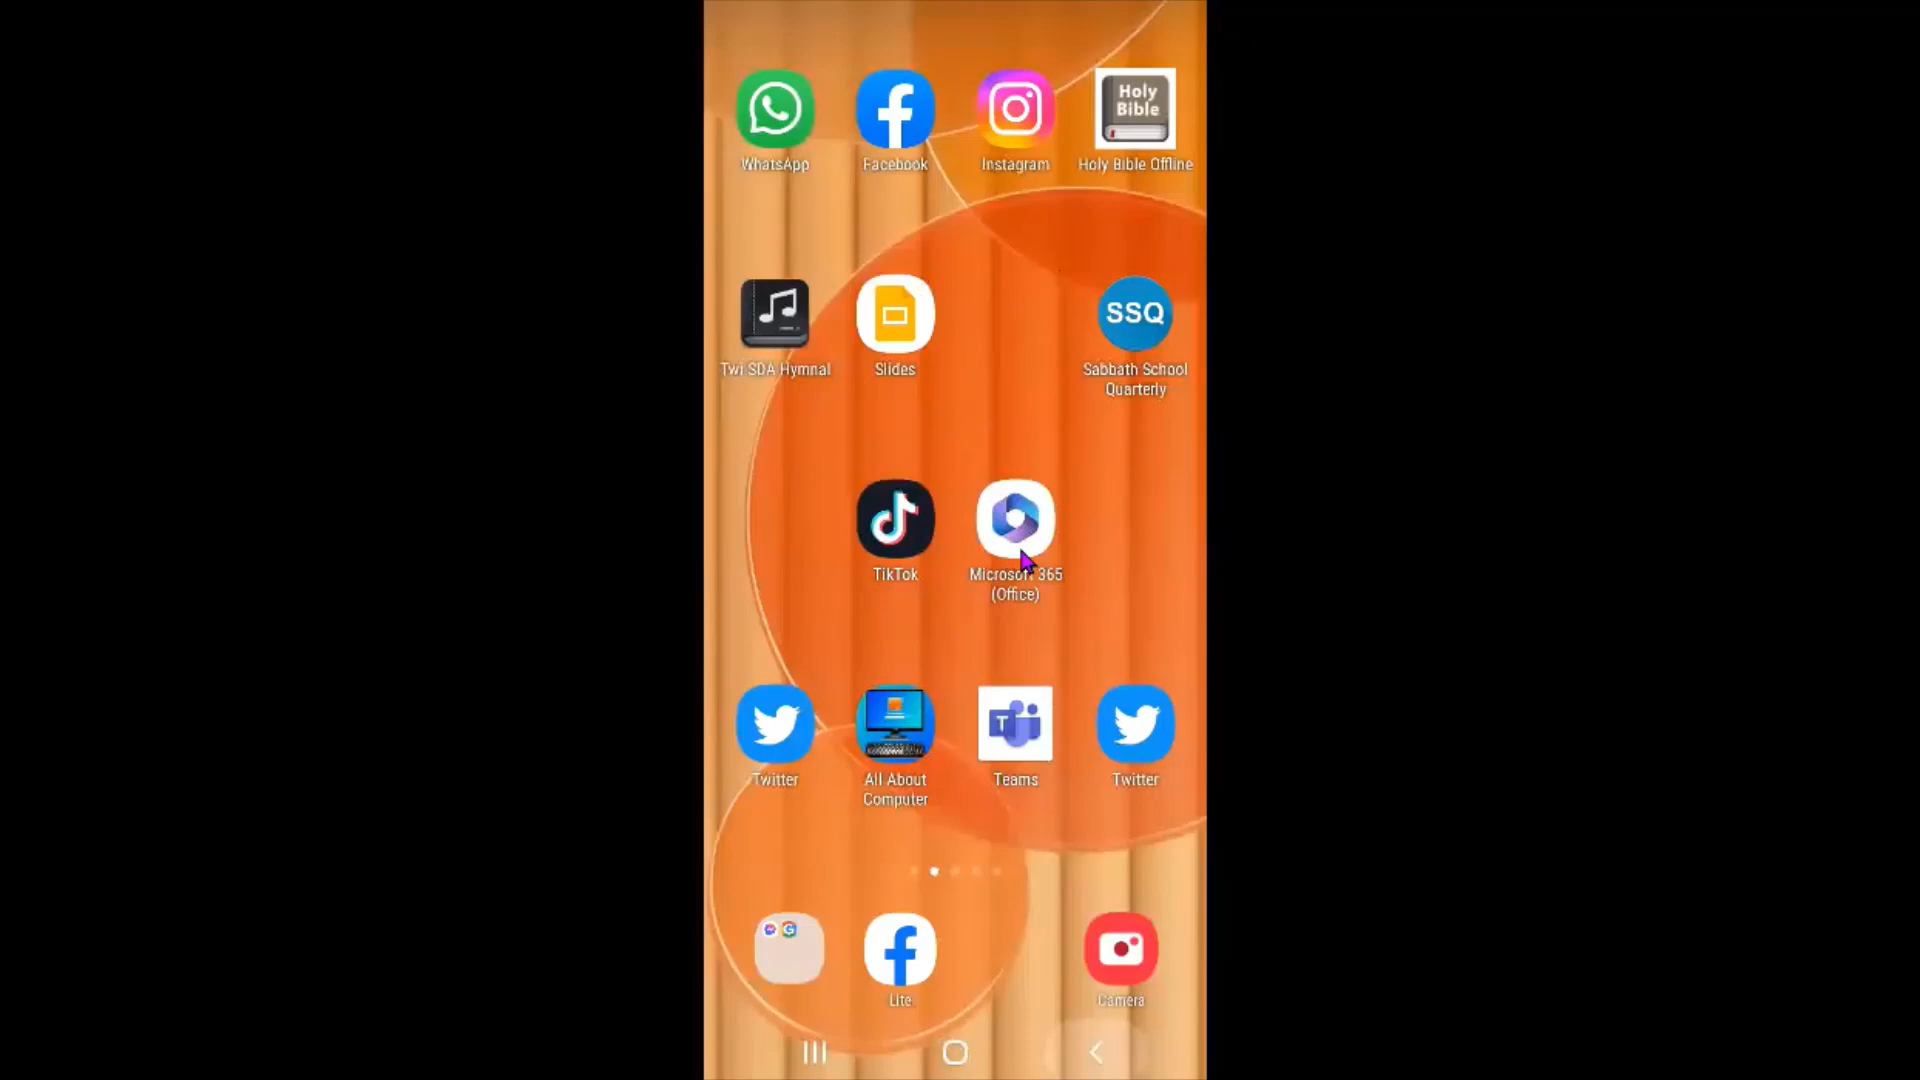 WhatsApp
Facebook
Instagram
Holy
Bible
Holy Bible Offline
Twi SDA Hymnal
Slides
SSQ
Sabbath School
Quarterly
TikTok
Microsoft 365
(Office)
Twitter
All About
Computer
T
Teams
Twitter
Lite
Camera